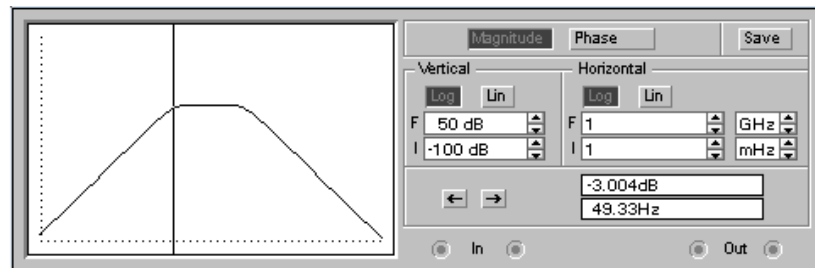 Magnitude Phase Save
Vertical Horizontal
Log Lin Log Lin
F 50 dB F 1 GHz
I -100 dB I 1 mHz
← → -3.004dB
49.33Hz
In Out